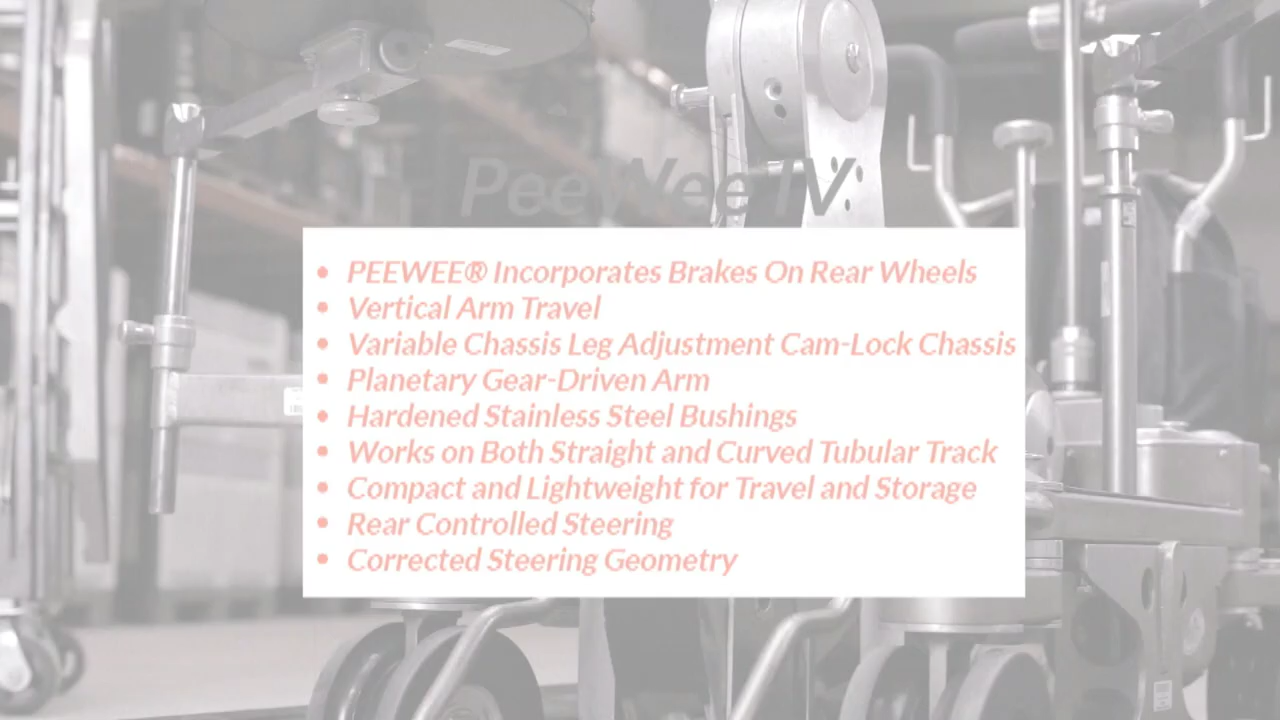 PeeWee IV
• PEEWEE® Incorporates Brakes On Rear Wheels
• Vertical Arm Travel
• Variable Chassis Leg Adjustment Cam-Lock Chassis
• Planetary Gear-Driven Arm
• Hardened Stainless Steel Bushings
• Works on Both Straight and Curved Tubular Track
• Compact and Lightweight for Travel and Storage
• Rear Controlled Steering
• Corrected Steering Geometry